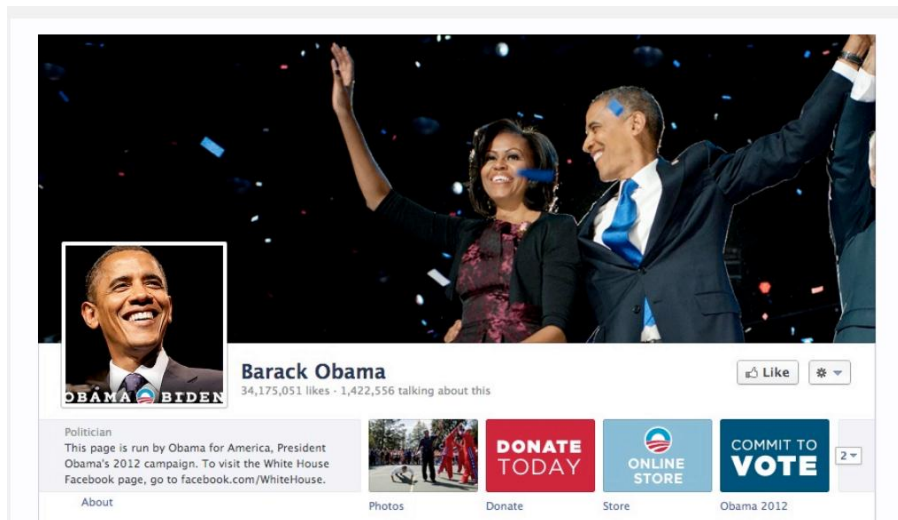 OBAMA BIDEN
Barack Obama
34,175,051 likes · 1,422,556 talking about this
Like
Politician
This page is run by Obama for America, President
Obama's 2012 campaign. To visit the White House
Facebook page, go to facebook.com/WhiteHouse.
About
Photos
DONATE
TODAY
Donate
ONLINE
STORE
Store
COMMIT TO
VOTE
Obama 2012
2